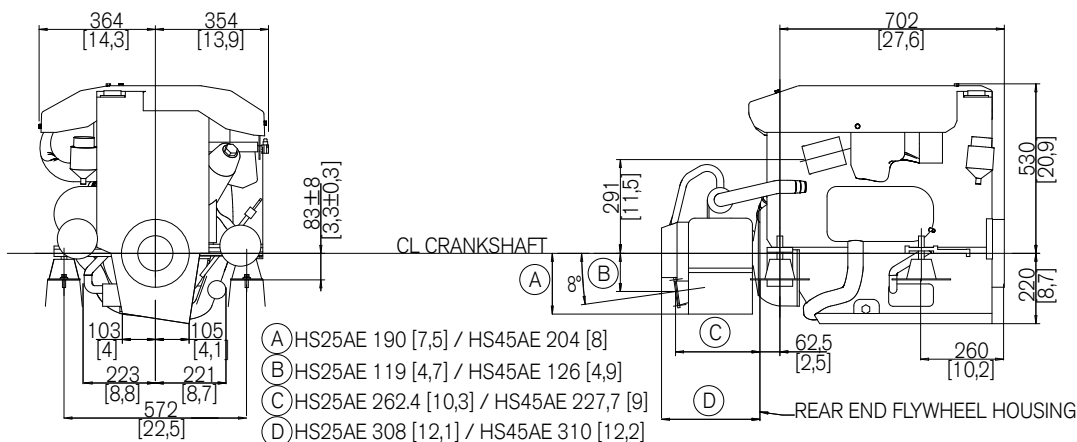 364
[14,3]
354
[13,9]
702
[27,6]
83±8
[3,3±0,3]
291
[11,5]
530
[20,9]
CL CRANKSHAFT
A
8°
B
220
[8,7]
103
[4]
105
[4,1]
C
62,5
[2,5]
260
[10,2]
223
[8,8]
221
[8,7]
572
[22,5]
D
REAR END FLYWHEEL HOUSING
A HS25AE 190 [7,5] / HS45AE 204 [8]
B HS25AE 119 [4,7] / HS45AE 126 [4,9]
C HS25AE 262.4 [10,3] / HS45AE 227,7 [9]
D HS25AE 308 [12,1] / HS45AE 310 [12,2]